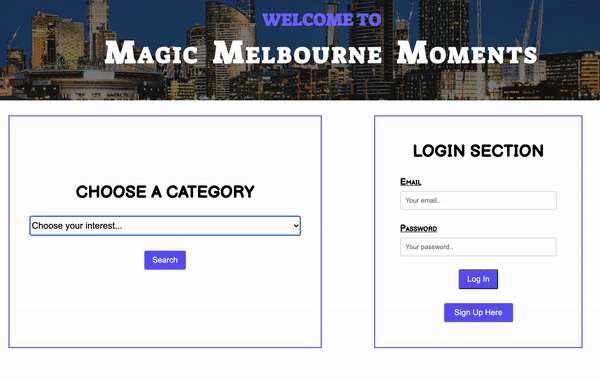 WELCOME TO
Magic Melbourne Moments
CHOOSE A CATEGORY
Choose your interest...
Search
LOGIN SECTION
Email
Your email..
Password
Your password..
Log In
Sign Up Here